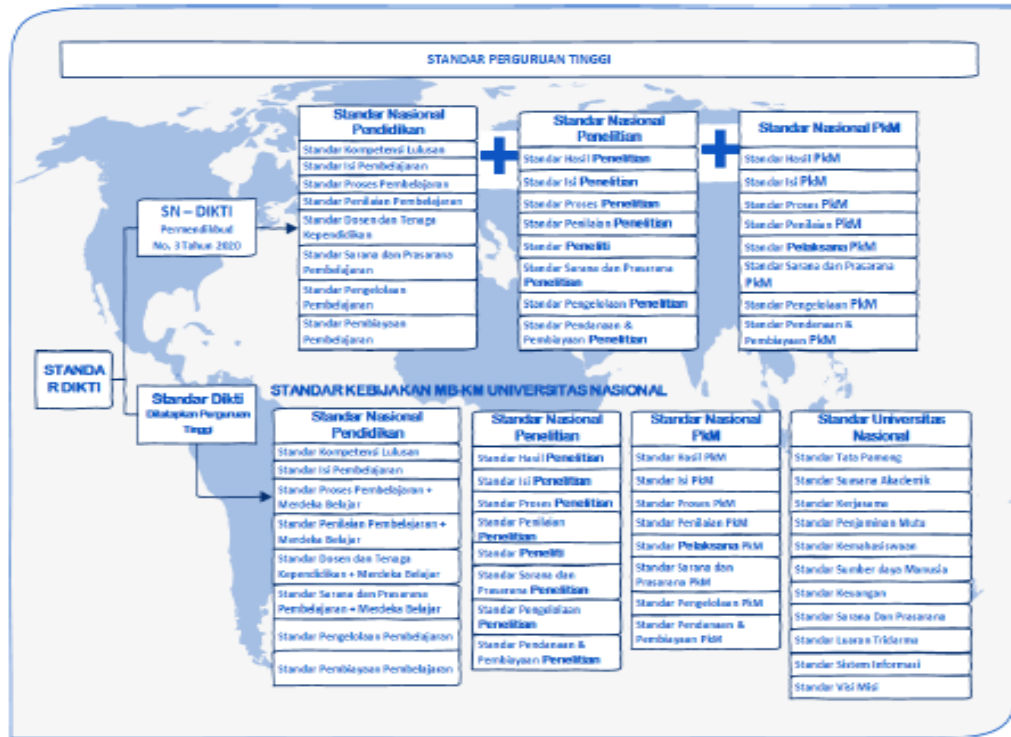 STANDAR PERGURUAN TINGGI
Standar Nasional
Pendidikan
Standar Kompetensi Lulusan
Standar Isi Pembelajaran
Standar Proses Pembelajaran
Standar Penilaian Pembelajaran
Standar Dosen dan Tenaga
Kependidikan
Standar Sarana dan Prasarana
Pembelajaran
Standar Pengelolaan
Pembelajaran
Standar Pembiayaan
Pembelajaran
Standar Nasional
Penelitian
Standar Hasil Penelitian
Standar Isi Penelitian
Standar Proses Penelitian
Standar Penilaian Penelitian
Standar Peneliti
Standar Sarana dan Prasarana
Penelitian
Standar Pengelolaan Penelitian
Standar Pendanaan &
Pembiayaan Penelitian
Standar Nasional PkM
Standar Hasil PkM
Standar Isi PkM
Standar Proses PkM
Standar Penilaian PkM
Standar Pelaksana PkM
Standar Sarana dan Prasarana
PkM
Standar Pengelolaan PkM
Standar Pendanaan &
Pembiayaan PkM
SN – DIKTI
Permendikbud
No. 3 Tahun 2020
STANDA
R DIKTI
Standar Dikti
Ditetapkan Perguruan
Tinggi
STANDAR KEBIJAKAN MB-KM UNIVERSITAS NASIONAL
Standar Nasional
Pendidikan
Standar Kompetensi Lulusan
Standar Isi Pembelajaran
Standar Proses Pembelajaran +
Merdeka Belajar
Standar Penilaian Pembelajaran +
Merdeka Belajar
Standar Dosen dan Tenaga
Kependidikan + Merdeka Belajar
Standar Sarana dan Prasarana
Pembelajaran + Merdeka Belajar
Standar Pengelolaan Pembelajaran
Standar Pembiayaan Pembelajaran
Standar Nasional
Penelitian
Standar Hasil Penelitian
Standar Isi Penelitian
Standar Proses Penelitian
Standar Penilaian
Penelitian
Standar Peneliti
Standar Sarana dan
Prasarana Penelitian
Standar Pengelolaan
Penelitian
Standar Pendanaan &
Pembiayaan Penelitian
Standar Nasional
PkM
Standar Hasil PkM
Standar Isi PkM
Standar Proses PkM
Standar Penilaian PkM
Standar Pelaksana PkM
Standar Sarana dan
Prasarana PkM
Standar Pengelolaan PkM
Standar Pendanaan &
Pembiayaan PkM
Standar Universitas
Nasional
Standar Tata Pamong
Standar Suasana Akademik
Standar Kerjasama
Standar Penjaminan Mutu
Standar Kemahasiswaan
Standar Sumber daya Manusia
Standar Keuangan
Standar Sarana Dan Prasarana
Standar Luaran Tridarma
Standar Sistem Informasi
Standar Visi Misi